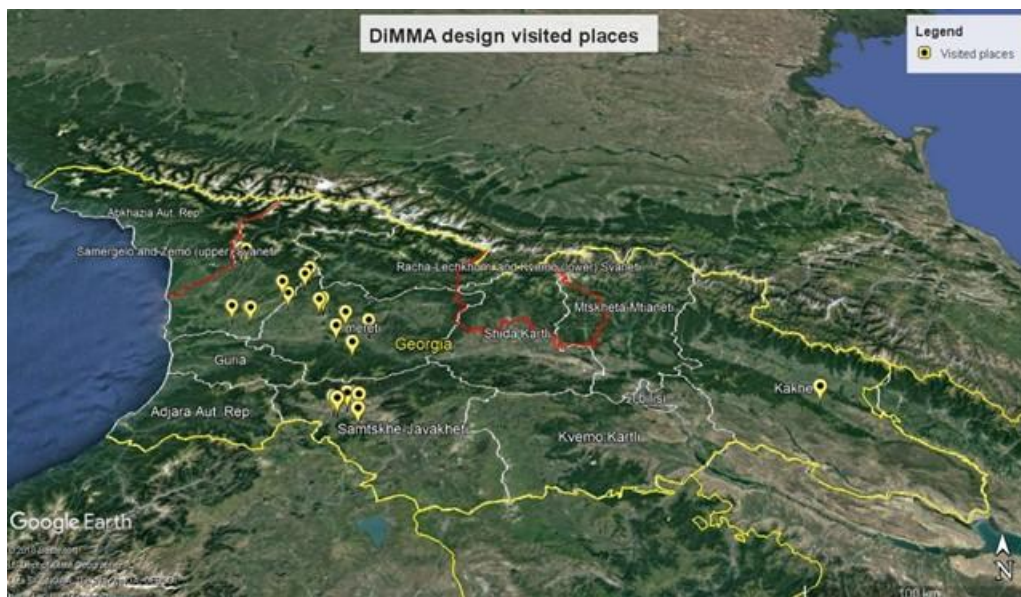 DiMMA design visited places
Legend
Visited places
Abkhazia Aut. Rep
Samergelo and Zemo (upper) Svaneti
Racha-Lechkhumi and Kvemo (lower) Svaneti
Mtskheta-Mtianeti
Shida Kartli
mereti
Georgia
Guria
Kakhe
Adjara Aut. Rep
Tbilisi
Samtskhe-Javakheti
Kvemo Kartli
Google Earth
100 km
N